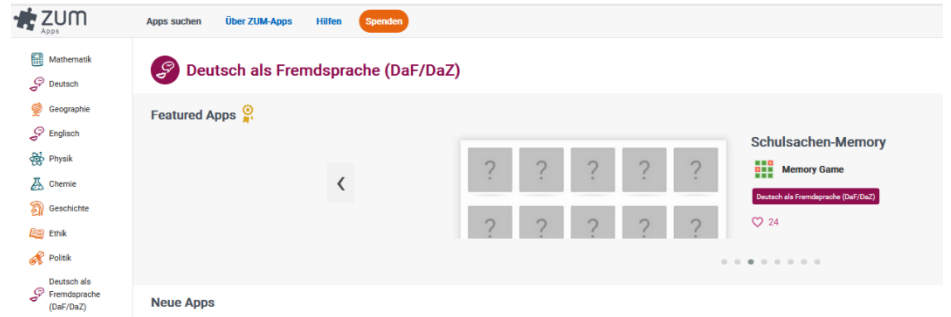 ZUM
Apps
Apps suchen Über ZUM-Apps Hilfen Spenden
Mathematik
Deutsch
Geographie
Englisch
Physik
Chemie
Geschichte
Ethik
Politik
Deutsch als
Fremdsprache
(DaF/DaZ)
Deutsch als Fremdsprache (DaF/DaZ)
Featured Apps
? ? ? ? ?
? ? ? ? ?
Schulsachen-Memory
Memory Game
Deutsch als Fremdsprache (DaF/DaZ)
24
Neue Apps